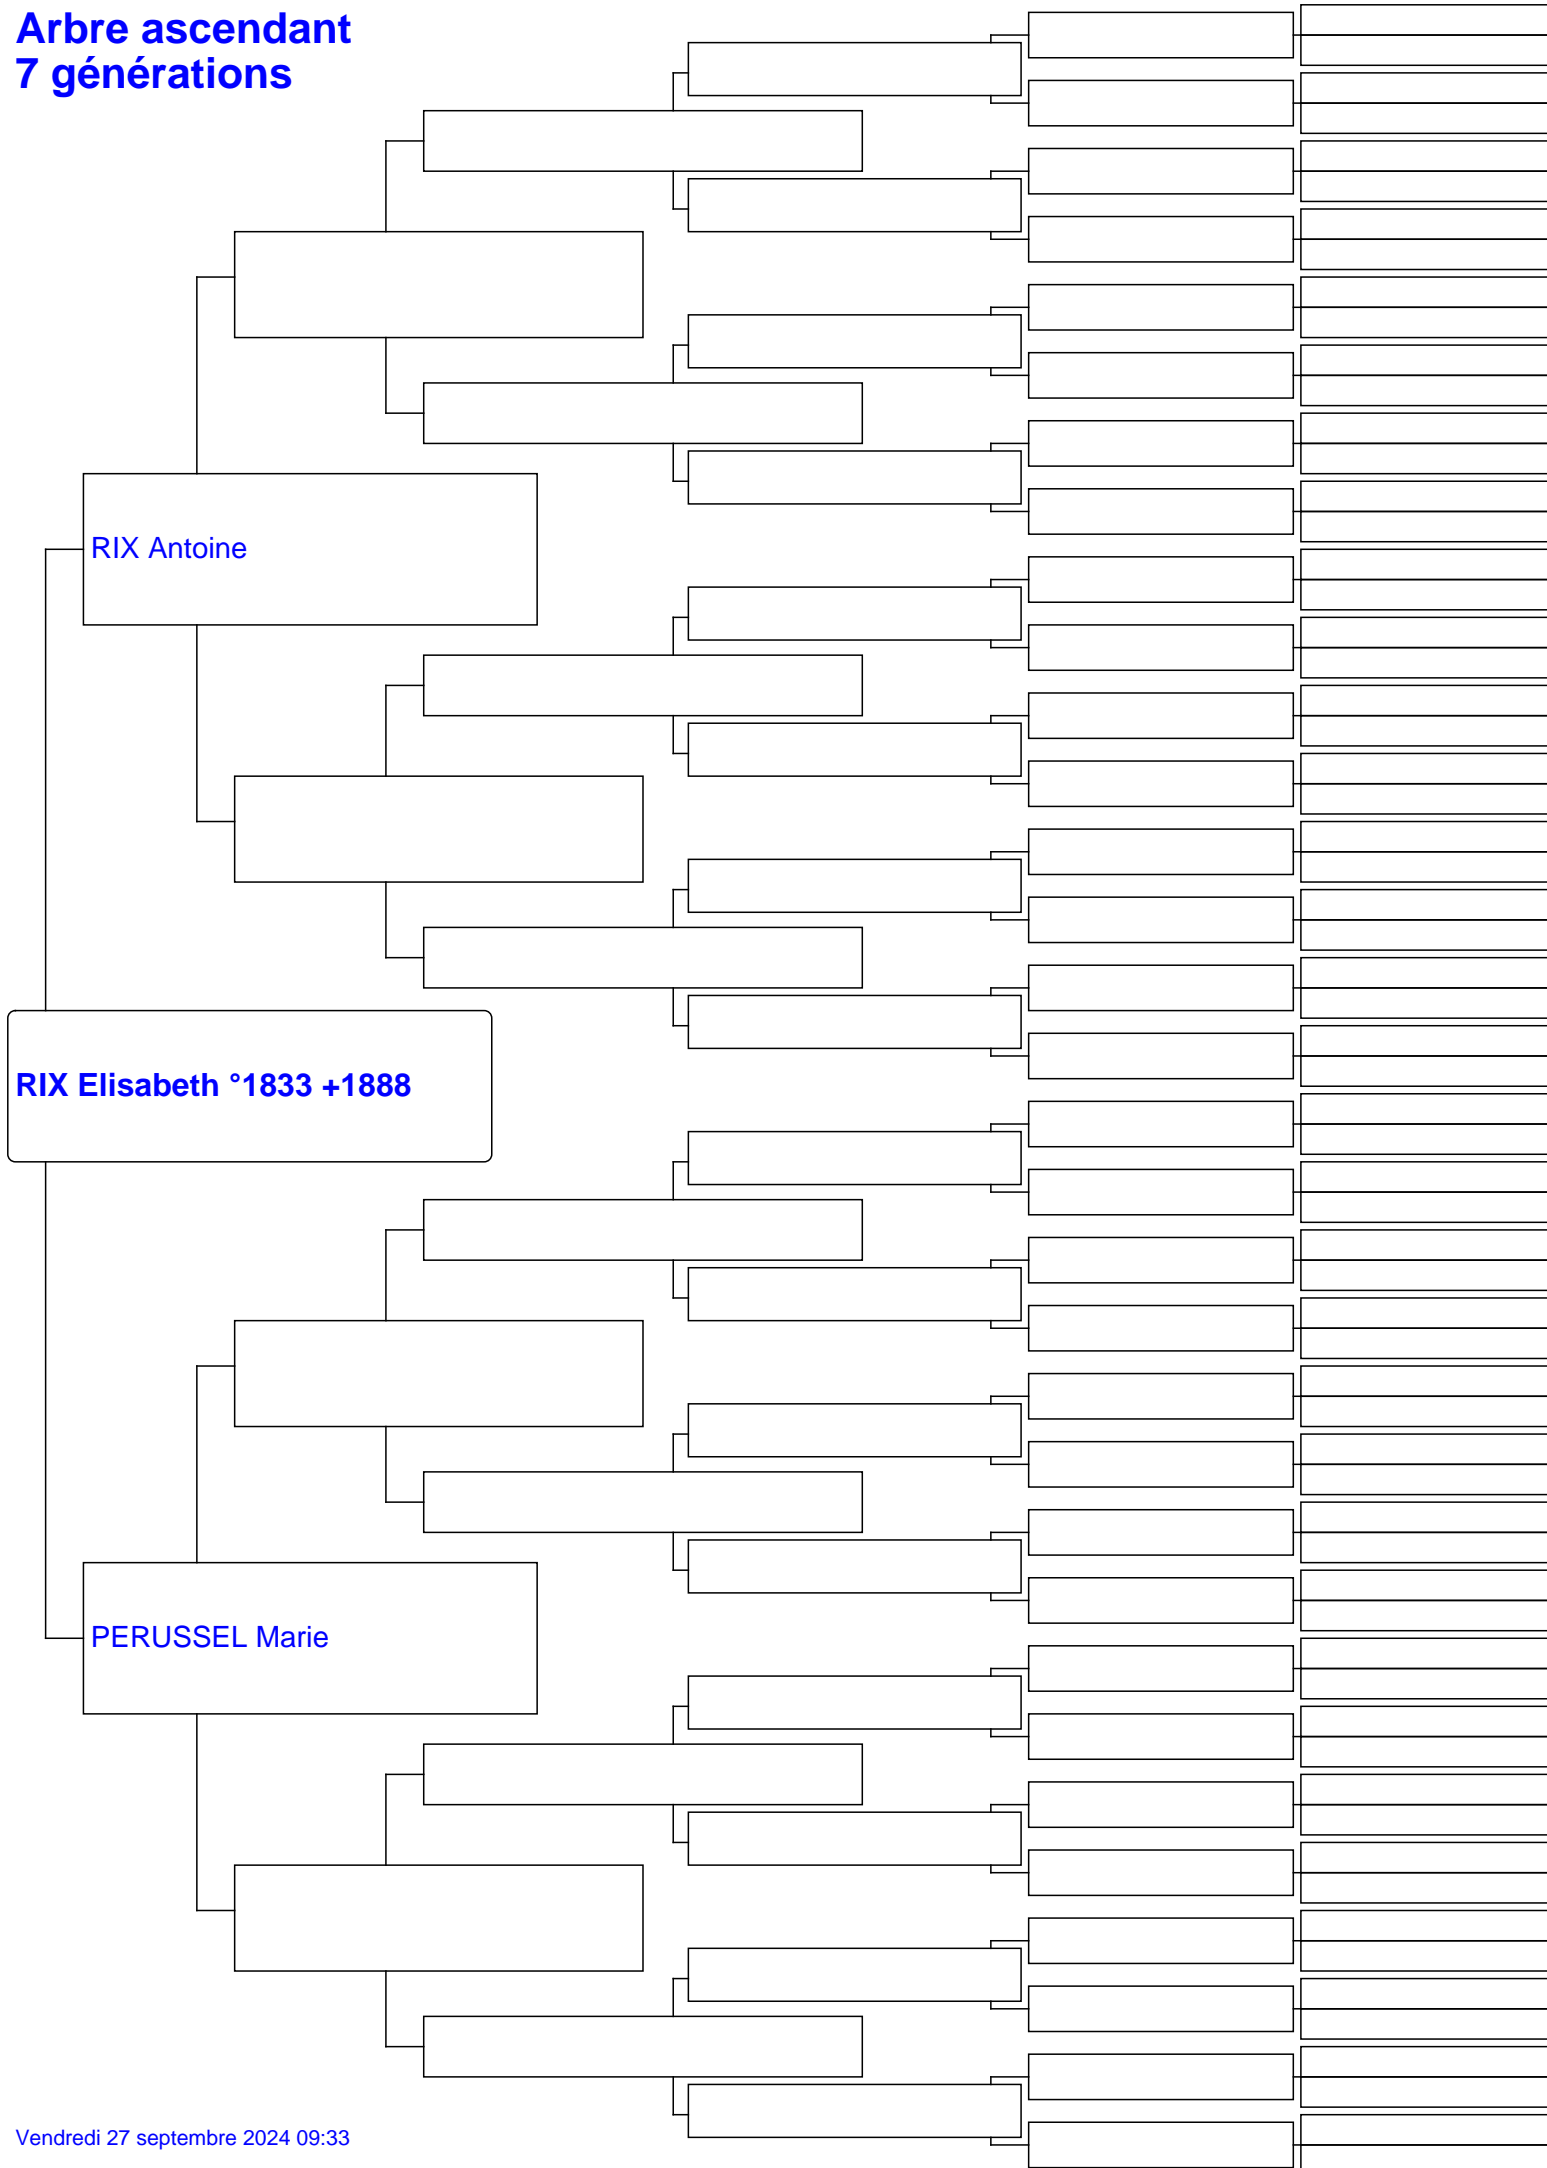 Arbre ascendant
7 générations
RIX Antoine
RIX Elisabeth °1833 +1888
PERUSSEL Marie
Vendredi 27 septembre 2024 09:33